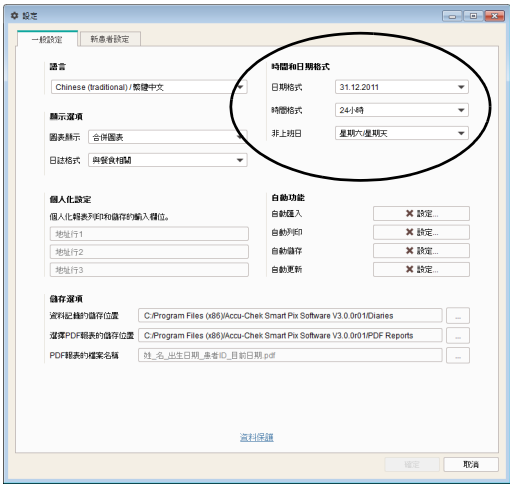 設定
一般設定 新患者設定
語言
Chinese (traditional) / 繁體中文
顯示選項
圖表顯示 合併圖表
日誌格式 與餐食相關
時間和日期格式
日期格式 31.12.2011
時間格式 24小時
非上班日 星期六/星期天
個人化設定
個人化報表列印和儲存的輸入欄位。
地址行1
地址行2
地址行3
自動功能
自動匯入 設定...
自動列印 設定...
自動儲存 設定...
自動更新 設定...
儲存選項
資料記錄的儲存位置 C:/Program Files (x86)/Accu-Chek Smart Pix Software V3.0.0r01/Diaries ...
選擇PDF報表的儲存位置 C:/Program Files (x86)/Accu-Chek Smart Pix Software V3.0.0r01/PDF Reports ...
PDF報表的檔案名稱 姓_名_出生日期_患者ID_目前日期.pdf ...
資料保護
確定 取消